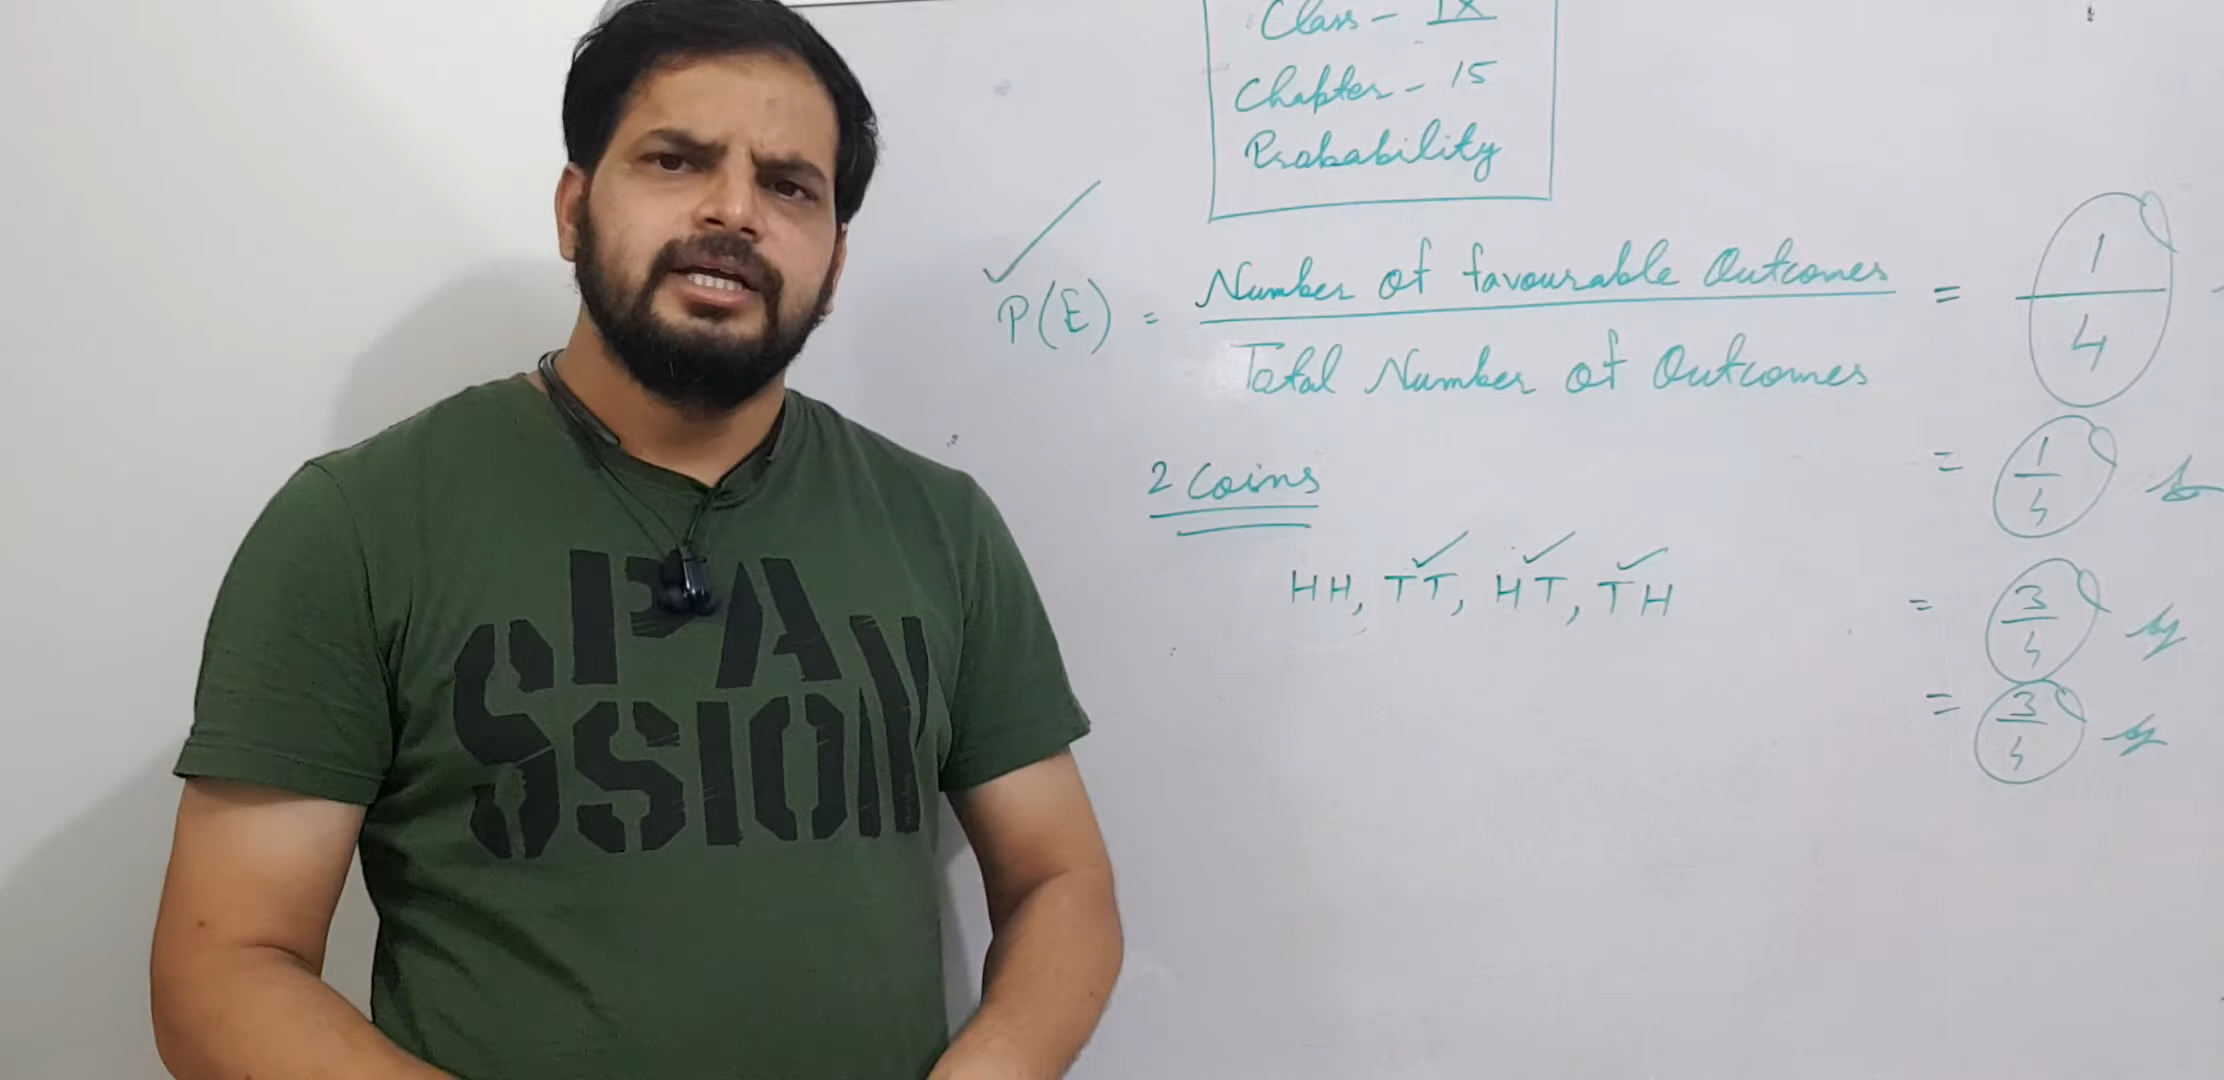 Class - IX
Chapter - 15
Probability
P(E) = Number of favourable Outcomes / Total Number of Outcomes = 1/4
2 Coins
= 1/4
HH, TT, HT, TH
= 3/4
= 3/4
PA
SSION